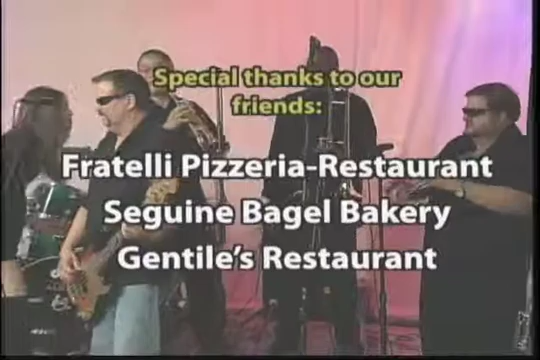 Special thanks to our
friends:
Fratelli Pizzeria-Restaurant
Seguine Bagel Bakery
Gentile's Restaurant